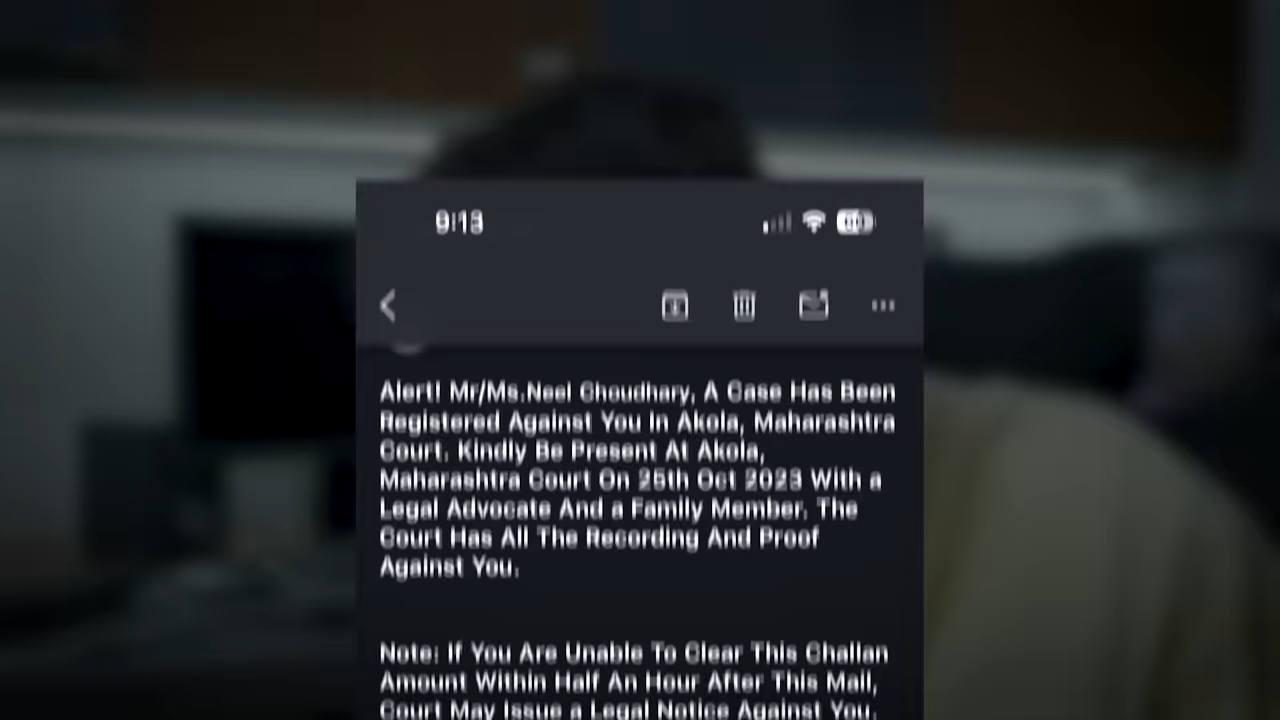 9:13
Alert! Mr/Ms.Neel Choudhary, A Case Has Been
Registered Against You In Akola, Maharashtra
Court. Kindly Be Present At Akola,
Maharashtra Court On 25th Oct 2023 With a
Legal Advocate And a Family Member. The
Court Has All The Recording And Proof
Against You.
Note: If You Are Unable To Clear This Challan
Amount Within Half An Hour After This Mail,
Court May Issue a Legal Notice Against You.